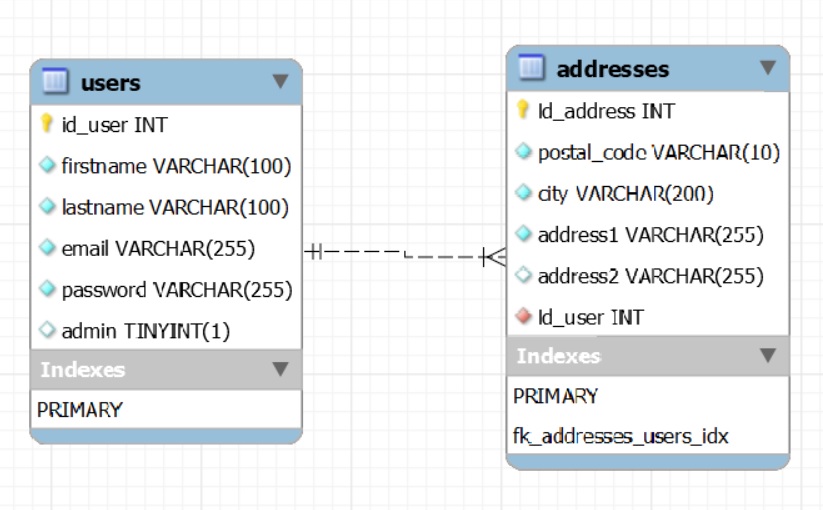 users
id_user INT
firstname VARCHAR(100)
lastname VARCHAR(100)
email VARCHAR(255)
password VARCHAR(255)
admin TINYINT(1)
Indexes
PRIMARY
addresses
id_address INT
postal_code VARCHAR(10)
city VARCHAR(200)
address1 VARCHAR(255)
address2 VARCHAR(255)
id_user INT
Indexes
PRIMARY
fk_addresses_users_idx